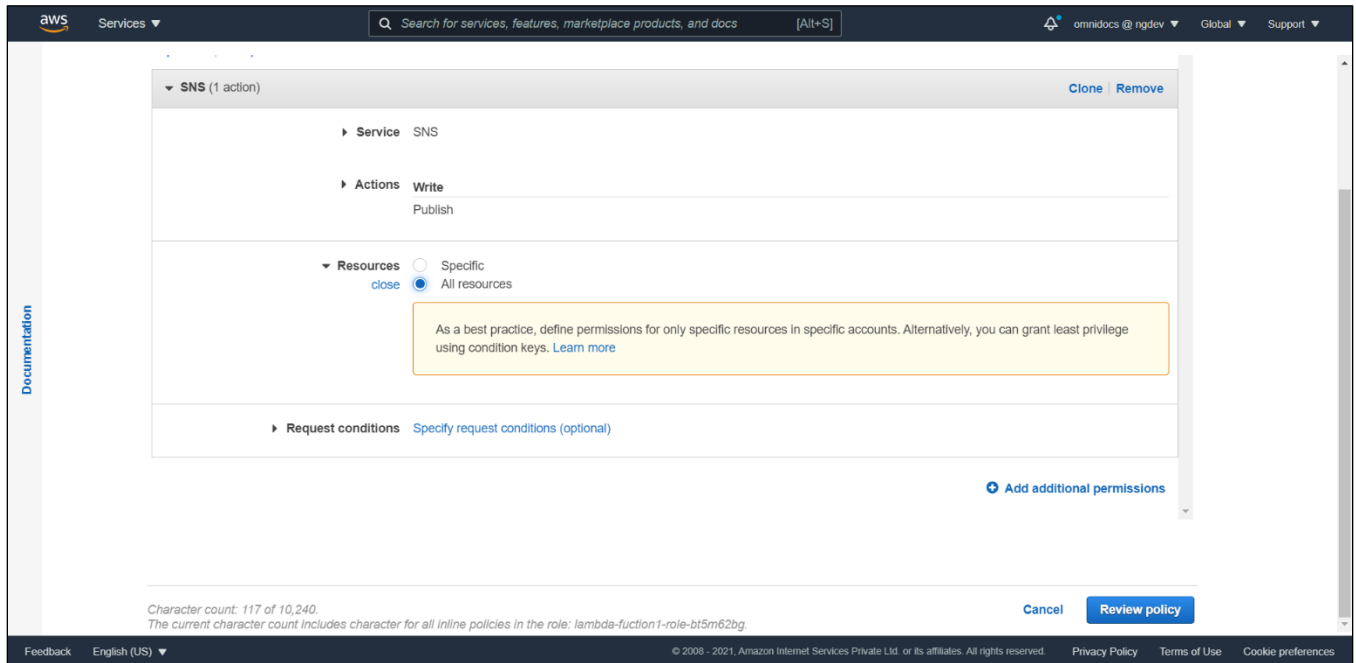 aws Services ▼ Search for services, features, marketplace products, and docs [Alt+S] omnidocs @ ngdev ▼ Global ▼ Support ▼
SNS (1 action) Clone | Remove
Service SNS
Actions Write
Publish
Resources Specific
close All resources
As a best practice, define permissions for only specific resources in specific accounts. Alternatively, you can grant least privilege
using condition keys. Learn more
Documentation
Request conditions Specify request conditions (optional)
Add additional permissions
Character count: 117 of 10,240.
The current character count includes character for all inline policies in the role: lambda-fuction1-role-bt5m62bg.
Cancel Review policy
Feedback English (US) ▼ © 2008 - 2021, Amazon Internet Services Private Ltd. or its affiliates. All rights reserved. Privacy Policy Terms of Use Cookie preferences